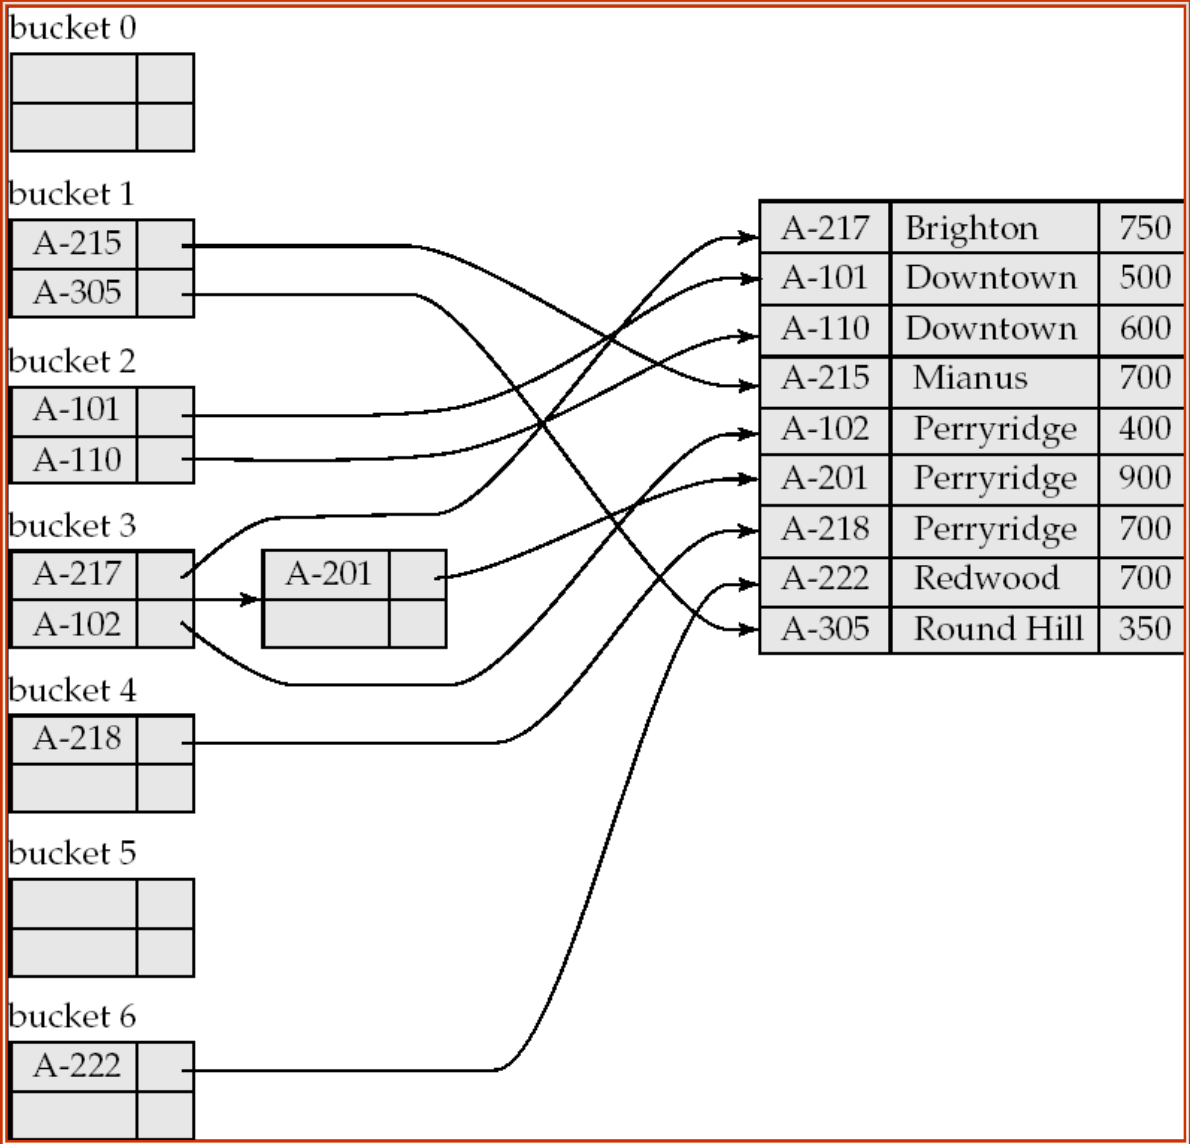 bucket 0
bucket 1
A-215
A-305
bucket 2
A-101
A-110
bucket 3
A-217
A-102
A-201
bucket 4
A-218
bucket 5
bucket 6
A-222
A-217 Brighton 750
A-101 Downtown 500
A-110 Downtown 600
A-215 Mianus 700
A-102 Perryridge 400
A-201 Perryridge 900
A-218 Perryridge 700
A-222 Redwood 700
A-305 Round Hill 350